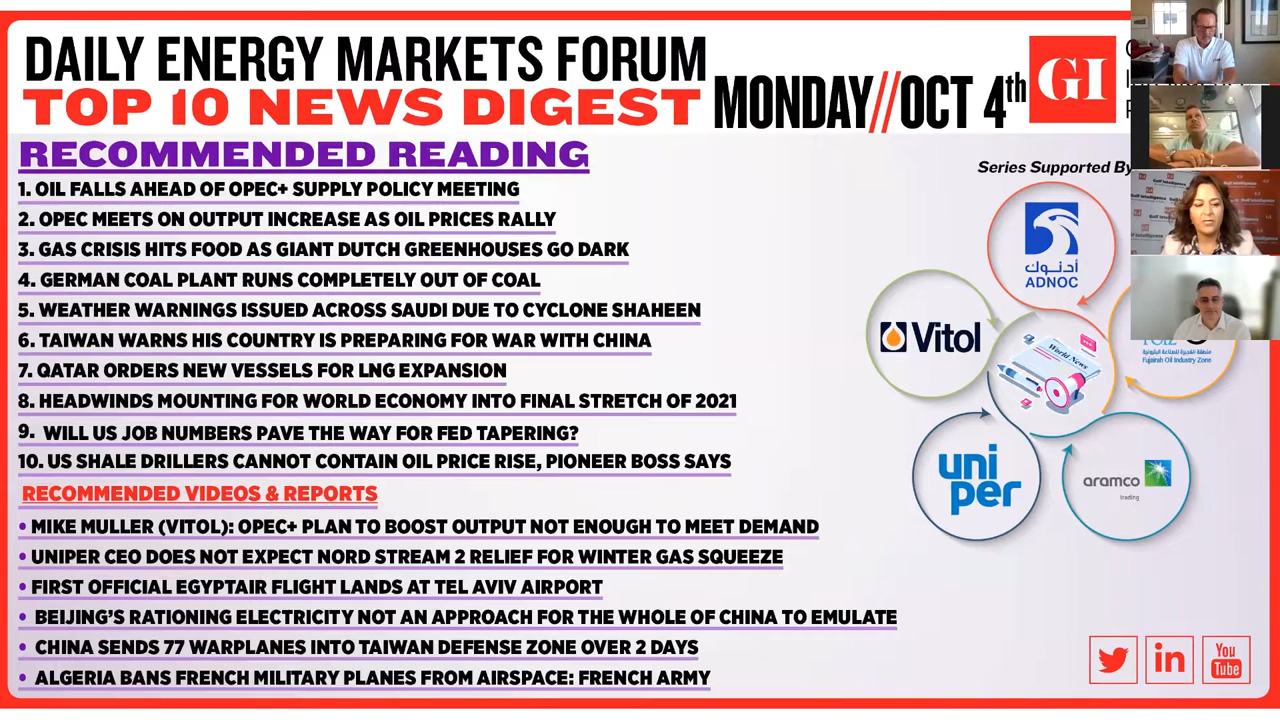 DAILY ENERGY MARKETS FORUM
TOP 10 NEWS DIGEST
MONDAY//OCT 4th
GI
RECOMMENDED READING
Series Supported By
1. OIL FALLS AHEAD OF OPEC+ SUPPLY POLICY MEETING
2. OPEC MEETS ON OUTPUT INCREASE AS OIL PRICES RALLY
3. GAS CRISIS HITS FOOD AS GIANT DUTCH GREENHOUSES GO DARK
4. GERMAN COAL PLANT RUNS COMPLETELY OUT OF COAL
5. WEATHER WARNINGS ISSUED ACROSS SAUDI DUE TO CYCLONE SHAHEEN
6. TAIWAN WARNS HIS COUNTRY IS PREPARING FOR WAR WITH CHINA
7. QATAR ORDERS NEW VESSELS FOR LNG EXPANSION
8. HEADWINDS MOUNTING FOR WORLD ECONOMY INTO FINAL STRETCH OF 2021
9. WILL US JOB NUMBERS PAVE THE WAY FOR FED TAPERING?
10. US SHALE DRILLERS CANNOT CONTAIN OIL PRICE RISE, PIONEER BOSS SAYS
RECOMMENDED VIDEOS & REPORTS
• MIKE MULLER (VITOL): OPEC+ PLAN TO BOOST OUTPUT NOT ENOUGH TO MEET DEMAND
• UNIPER CEO DOES NOT EXPECT NORD STREAM 2 RELIEF FOR WINTER GAS SQUEEZE
• FIRST OFFICIAL EGYPTAIR FLIGHT LANDS AT TEL AVIV AIRPORT
• BEIJING'S RATIONING ELECTRICITY NOT AN APPROACH FOR THE WHOLE OF CHINA TO EMULATE
• CHINA SENDS 77 WARPLANES INTO TAIWAN DEFENSE ZONE OVER 2 DAYS
• ALGERIA BANS FRENCH MILITARY PLANES FROM AIRSPACE: FRENCH ARMY
أدنوك
ADNOC
Vitol
World News
منطقة الفجيرة للصناعة البترولية
Fujairah Oil Industry Zone
uni
per
aramco
trading
Gulf Intelligence
in
You
Tube